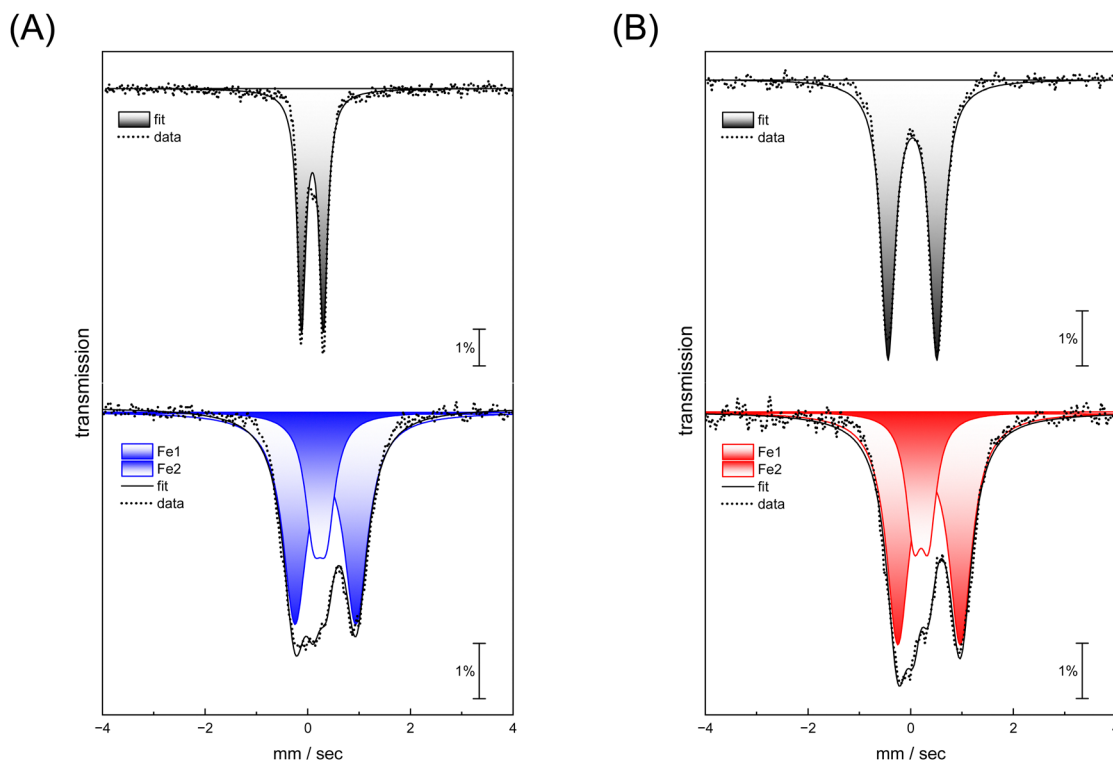 (A)
fit
data
1%
transmission
Fe1
Fe2
fit
data
1%
−4 −2 0 2 4
mm / sec
(B)
fit
data
1%
transmission
Fe1
Fe2
fit
data
1%
−4 −2 0 2 4
mm / sec